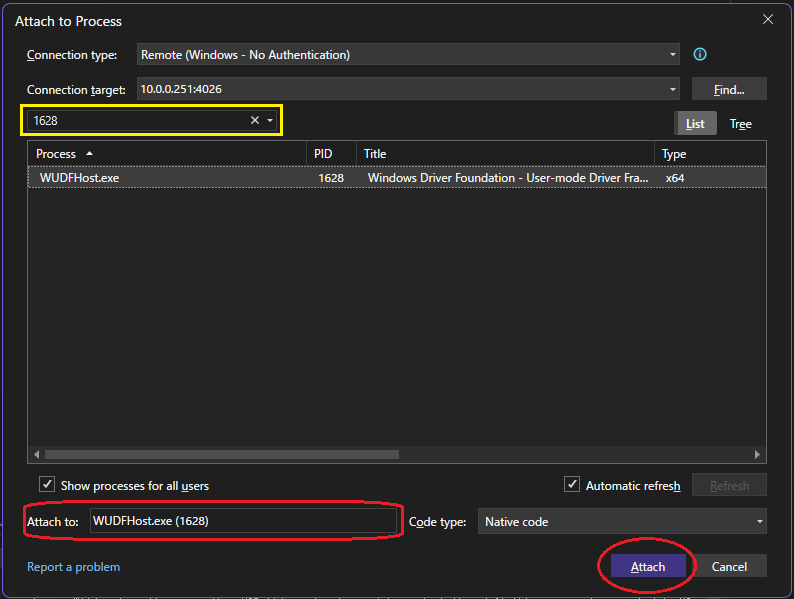 Attach to Process
Connection type: Remote (Windows - No Authentication)
Connection target: 10.0.0.251:4026 Find...
1628 List Tree
Process PID Title Type
WUDFHost.exe 1628 Windows Driver Foundation - User-mode Driver Fra... x64
Show processes for all users Automatic refresh Refresh
Attach to: WUDFHost.exe (1628) Code type: Native code
Report a problem Attach Cancel